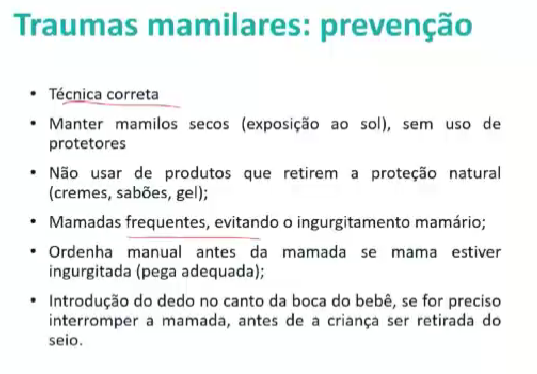 Traumas mamilares: prevenção
• Técnica correta
• Manter mamilos secos (exposição ao sol), sem uso de
protetores
• Não usar de produtos que retirem a proteção natural
(cremes, sabões, gel);
• Mamadas frequentes, evitando o ingurgitamento mamário;
• Ordenha manual antes da mamada se mama estiver
ingurgitada (pega adequada);
• Introdução do dedo no canto da boca do bebê, se for preciso
interromper a mamada, antes de a criança ser retirada do
seio.